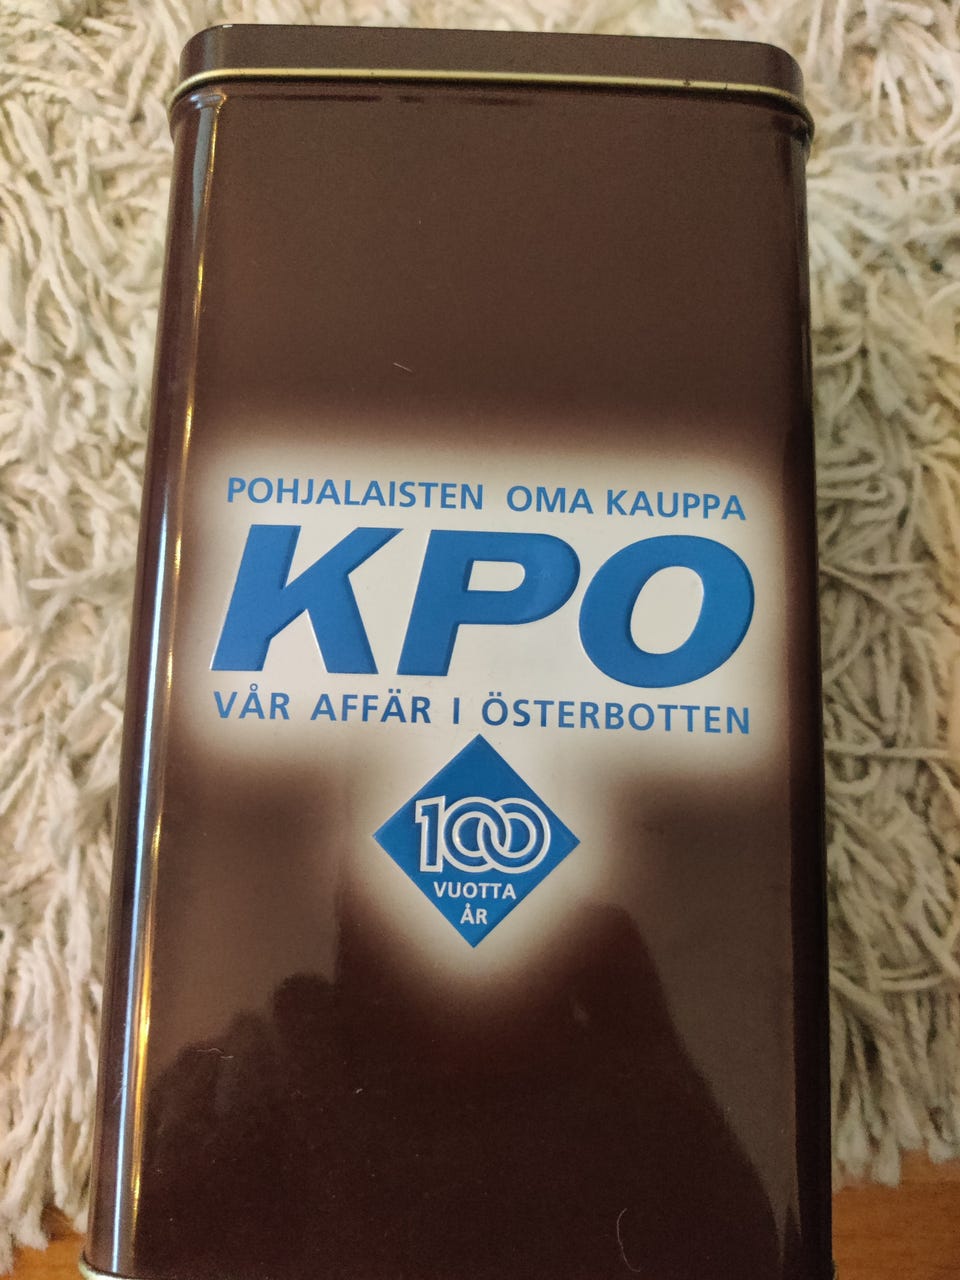 POHJALAISTEN OMA KAUPPA
KPO
VÅR AFFÄR I ÖSTERBOTTEN
100
VUOTTA
ÅR